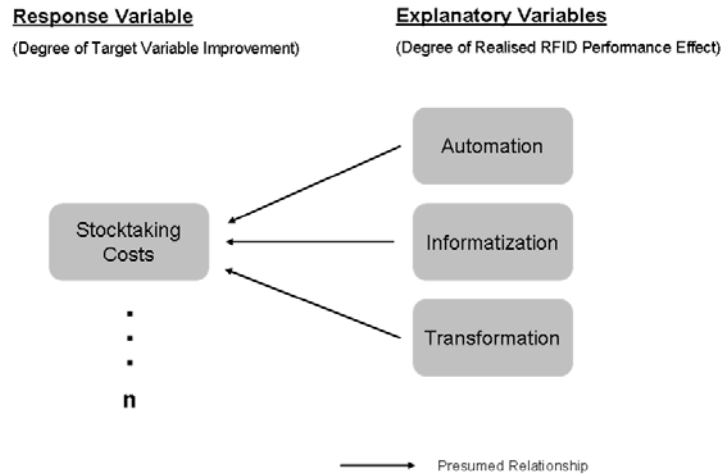 Response Variable
(Degree of Target Variable Improvement)
Explanatory Variables
(Degree of Realised RFID Performance Effect)
Automation
Stocktaking
Costs
Informatization
Transformation
n
Presumed Relationship